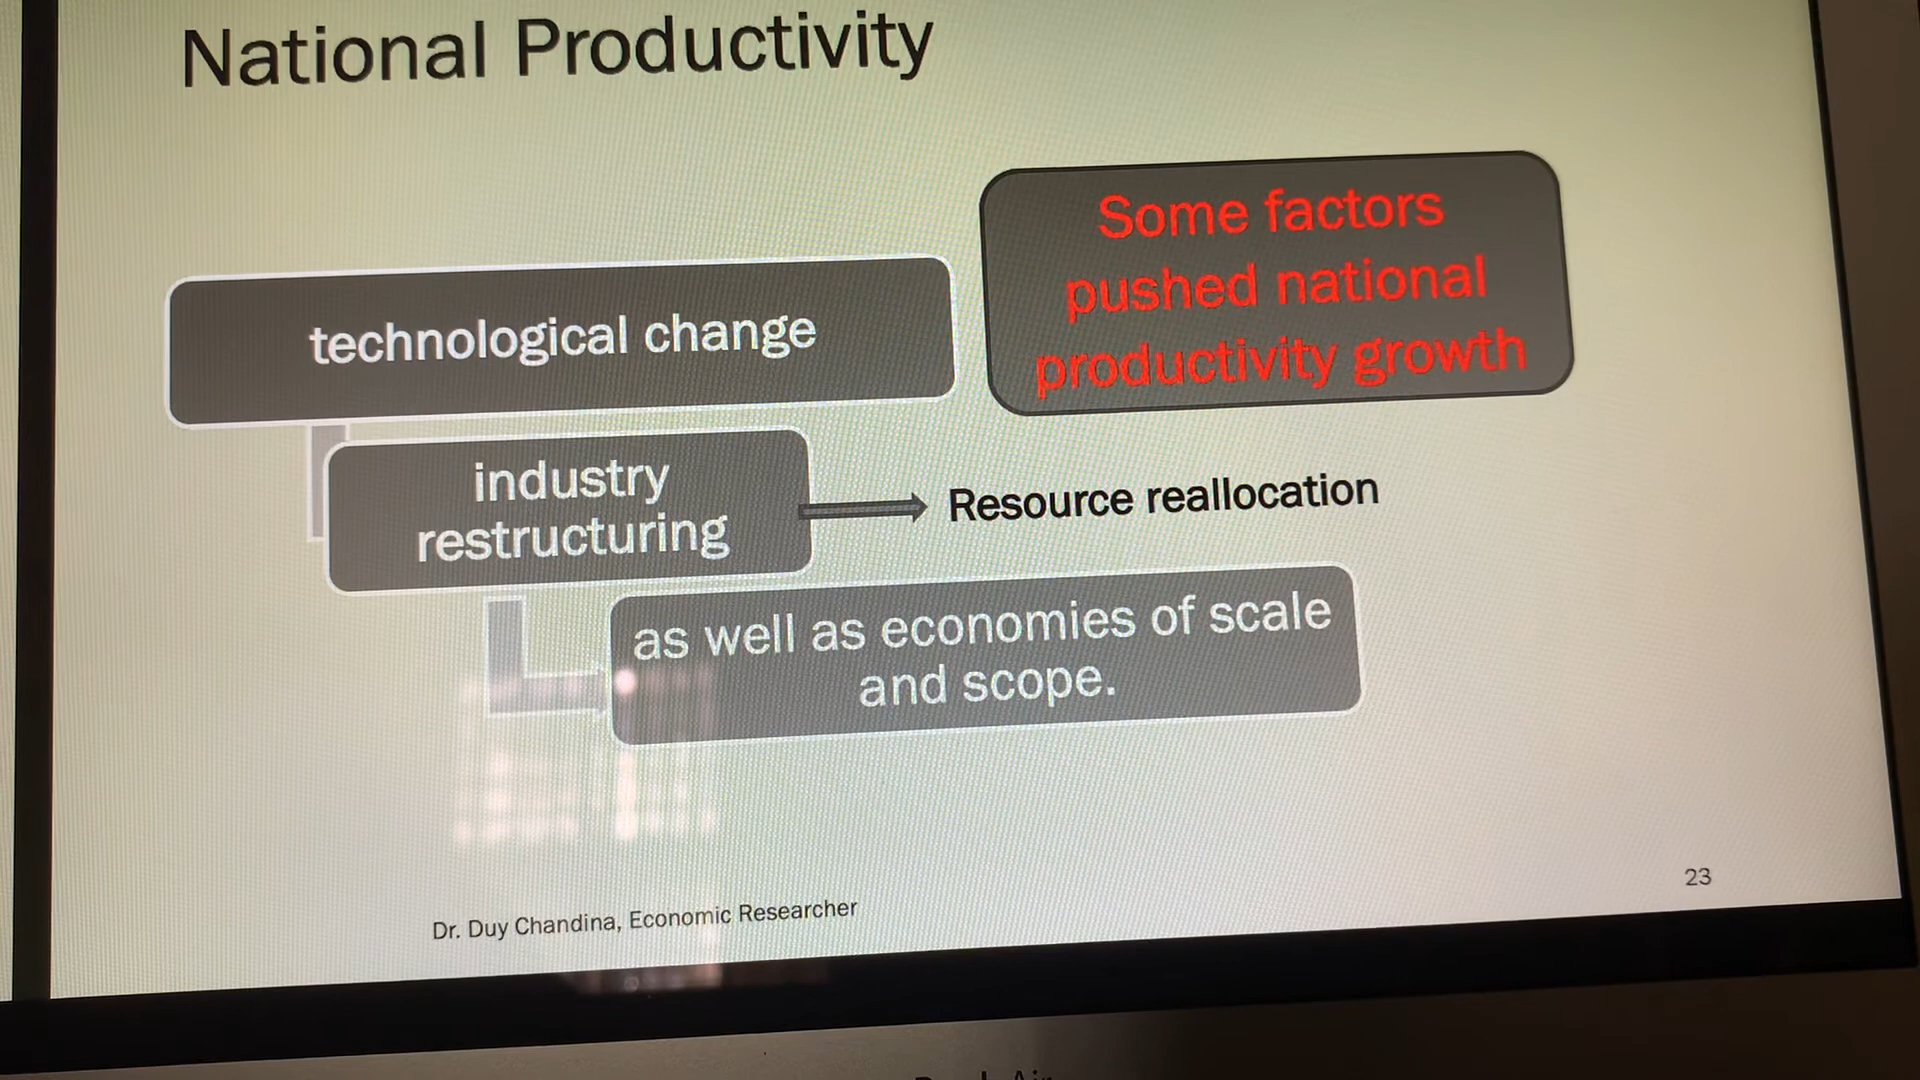 National Productivity
Some factors
pushed national
productivity growth
technological change
industry
restructuring
Resource reallocation
as well as economies of scale
and scope.
23
Dr. Duy Chandina, Economic Researcher